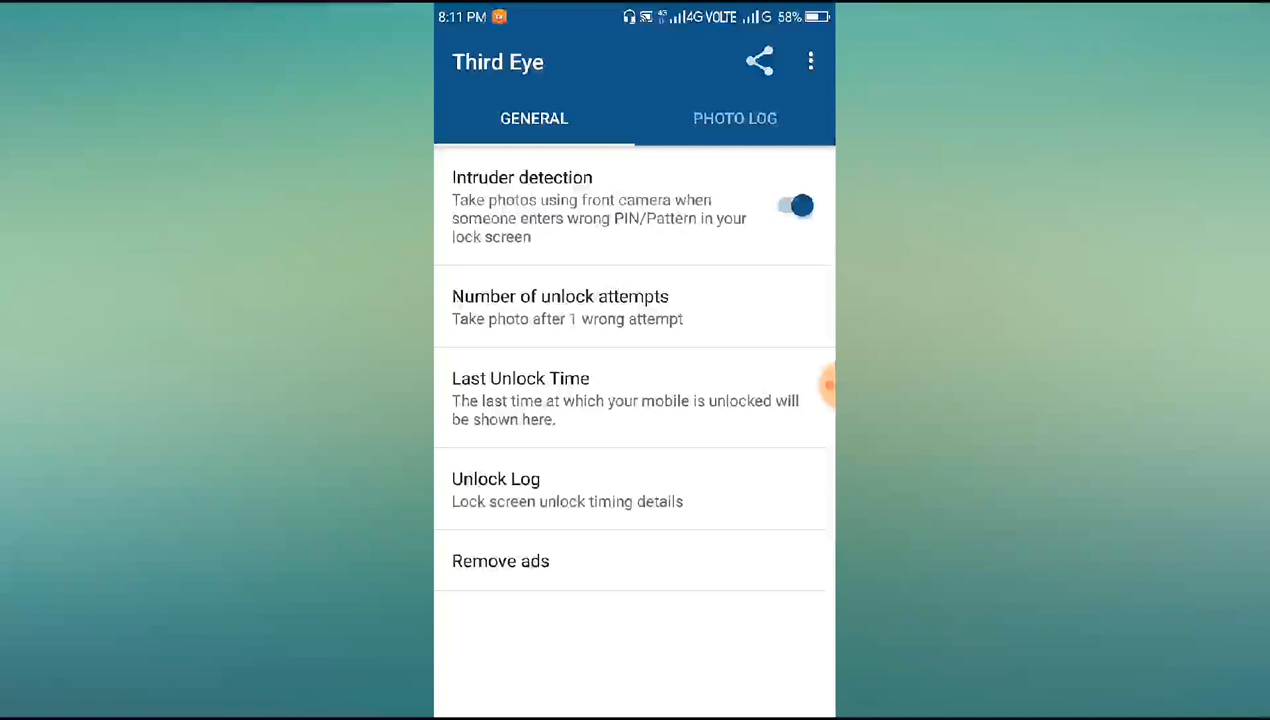 8:11 PM 4G 4G VOLTE G 58%
Third Eye
GENERAL PHOTO LOG
Intruder detection
Take photos using front camera when
someone enters wrong PIN/Pattern in your
lock screen
Number of unlock attempts
Take photo after 1 wrong attempt
Last Unlock Time
The last time at which your mobile is unlocked will
be shown here.
Unlock Log
Lock screen unlock timing details
Remove ads